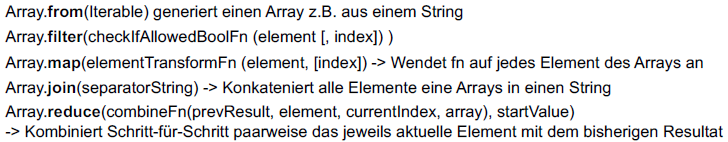 Array.from(Iterable) generiert einen Array z.B. aus einem String
Array.filter(checkIfAllowedBoolFn (element [, index]) )
Array.map(elementTransformFn (element, [index]) -> Wendet fn auf jedes Element des Arrays an
Array.join(separatorString) -> Konkateniert alle Elemente eine Arrays in einen String
Array.reduce(combineFn(prevResult, element, currentIndex, array), startValue)
-> Kombiniert Schritt-für-Schritt paarweise das jeweils aktuelle Element mit dem bisherigen Resultat